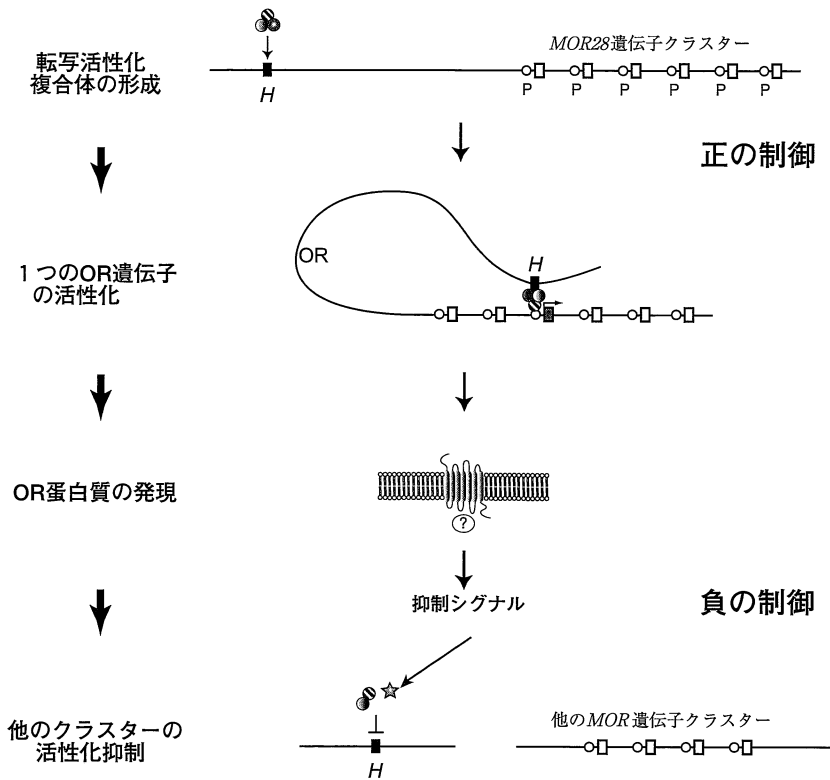 転写活性化
複合体の形成
MOR28遺伝子クラスター
H
P P P P P P
正の制御
1つのOR遺伝子
の活性化
OR
H
OR蛋白質の発現
?
抑制シグナル
負の制御
他のクラスターの
活性化抑制
他のMOR遺伝子クラスター
H